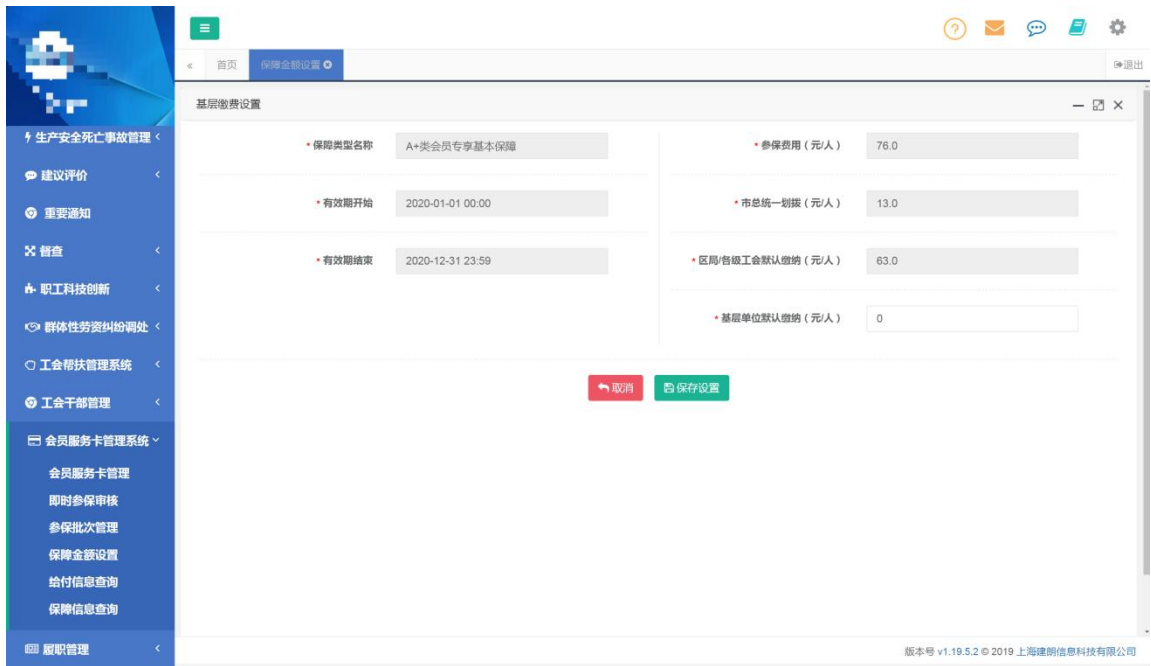 ?
« 首页 保障金额设置
退出
基层缴费设置
生产安全死亡事故管理
建议评价
重要通知
督查
职工科技创新
群体性劳资纠纷调处
工会帮扶管理系统
工会干部管理
会员服务卡管理系统
会员服务卡管理
即时参保审核
参保批次管理
保障金额设置
给付信息查询
保障信息查询
履职管理
* 保障类型名称 A+类会员专享基本保障
* 参保费用（元/人） 76.0
* 有效期开始 2020-01-01 00:00
* 市总统一划拨（元/人） 13.0
* 有效期结束 2020-12-31 23:59
* 区局/各级工会默认缴纳（元/人） 63.0
* 基层单位默认缴纳（元/人） 0
取消 保存设置
版本号 v1.19.5.2 © 2019 上海建朗信息科技有限公司